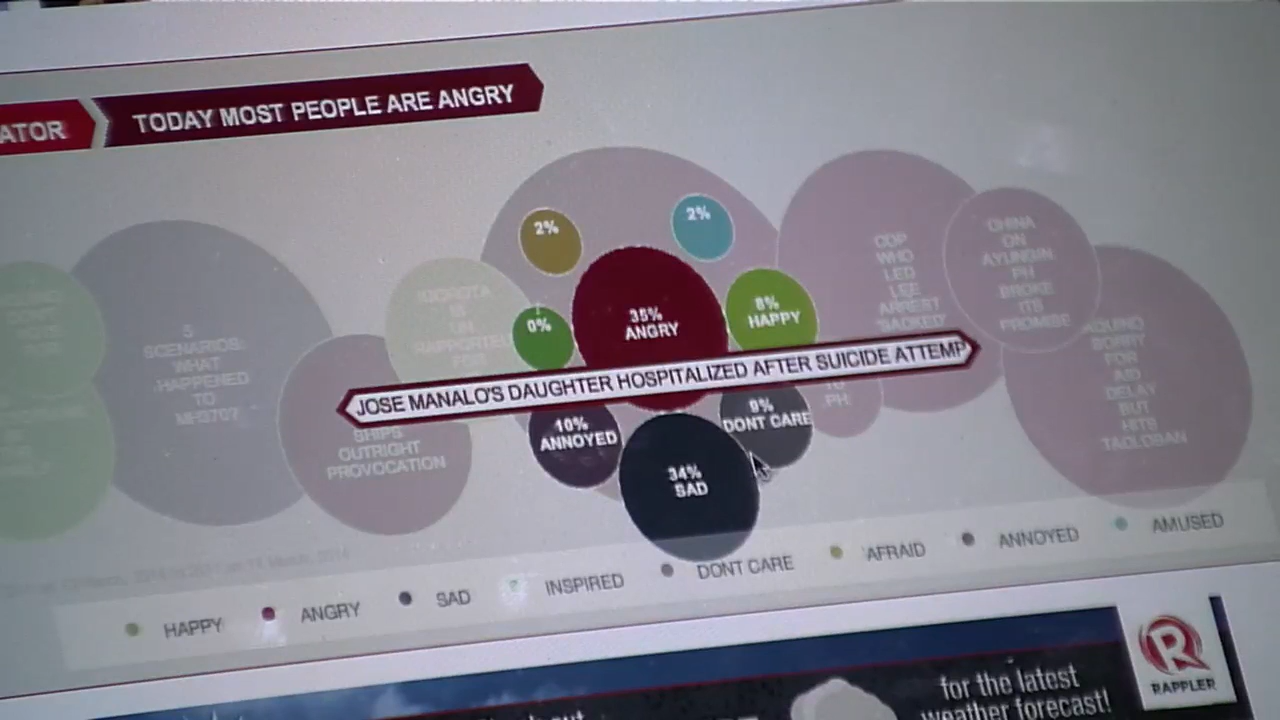 ATOR
TODAY MOST PEOPLE ARE ANGRY
2%
2%
35%
ANGRY
8%
HAPPY
0%
JOSE MANALO'S DAUGHTER HOSPITALIZED AFTER SUICIDE ATTEMP
10%
ANNOYED
9%
DONT CARE
34%
SAD
5
SCENARIOS:
WHAT
HAPPENED
TO
MH370?
SHIPS
OUTRIGHT
PROVOCATION
COP
WHO
LED
LEE
ARREST
SACKED
TO
PH
CHINA
ON
AYUNGIN:
PH
BROKE
ITS
PROMISE
AQUINO
SORRY
FOR
AID
DELAY
BUT
HITS
TACLOBAN
HAPPY
ANGRY
SAD
INSPIRED
DONT CARE
AFRAID
ANNOYED
AMUSED
for the latest
weather forecast!
RAPPLER